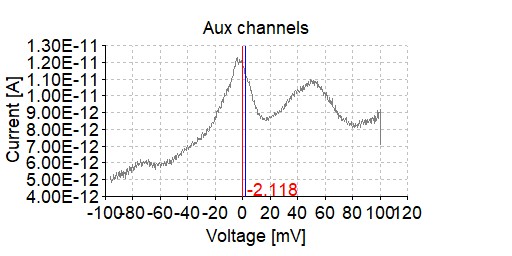 Aux channels
1.30E-11
1.20E-11
1.10E-11
1.00E-11
9.00E-12
8.00E-12
7.00E-12
6.00E-12
5.00E-12
4.00E-12
Current [A]
-2.118
-100-80 -60 -40 -20 0 20 40 60 80 100 120
Voltage [mV]